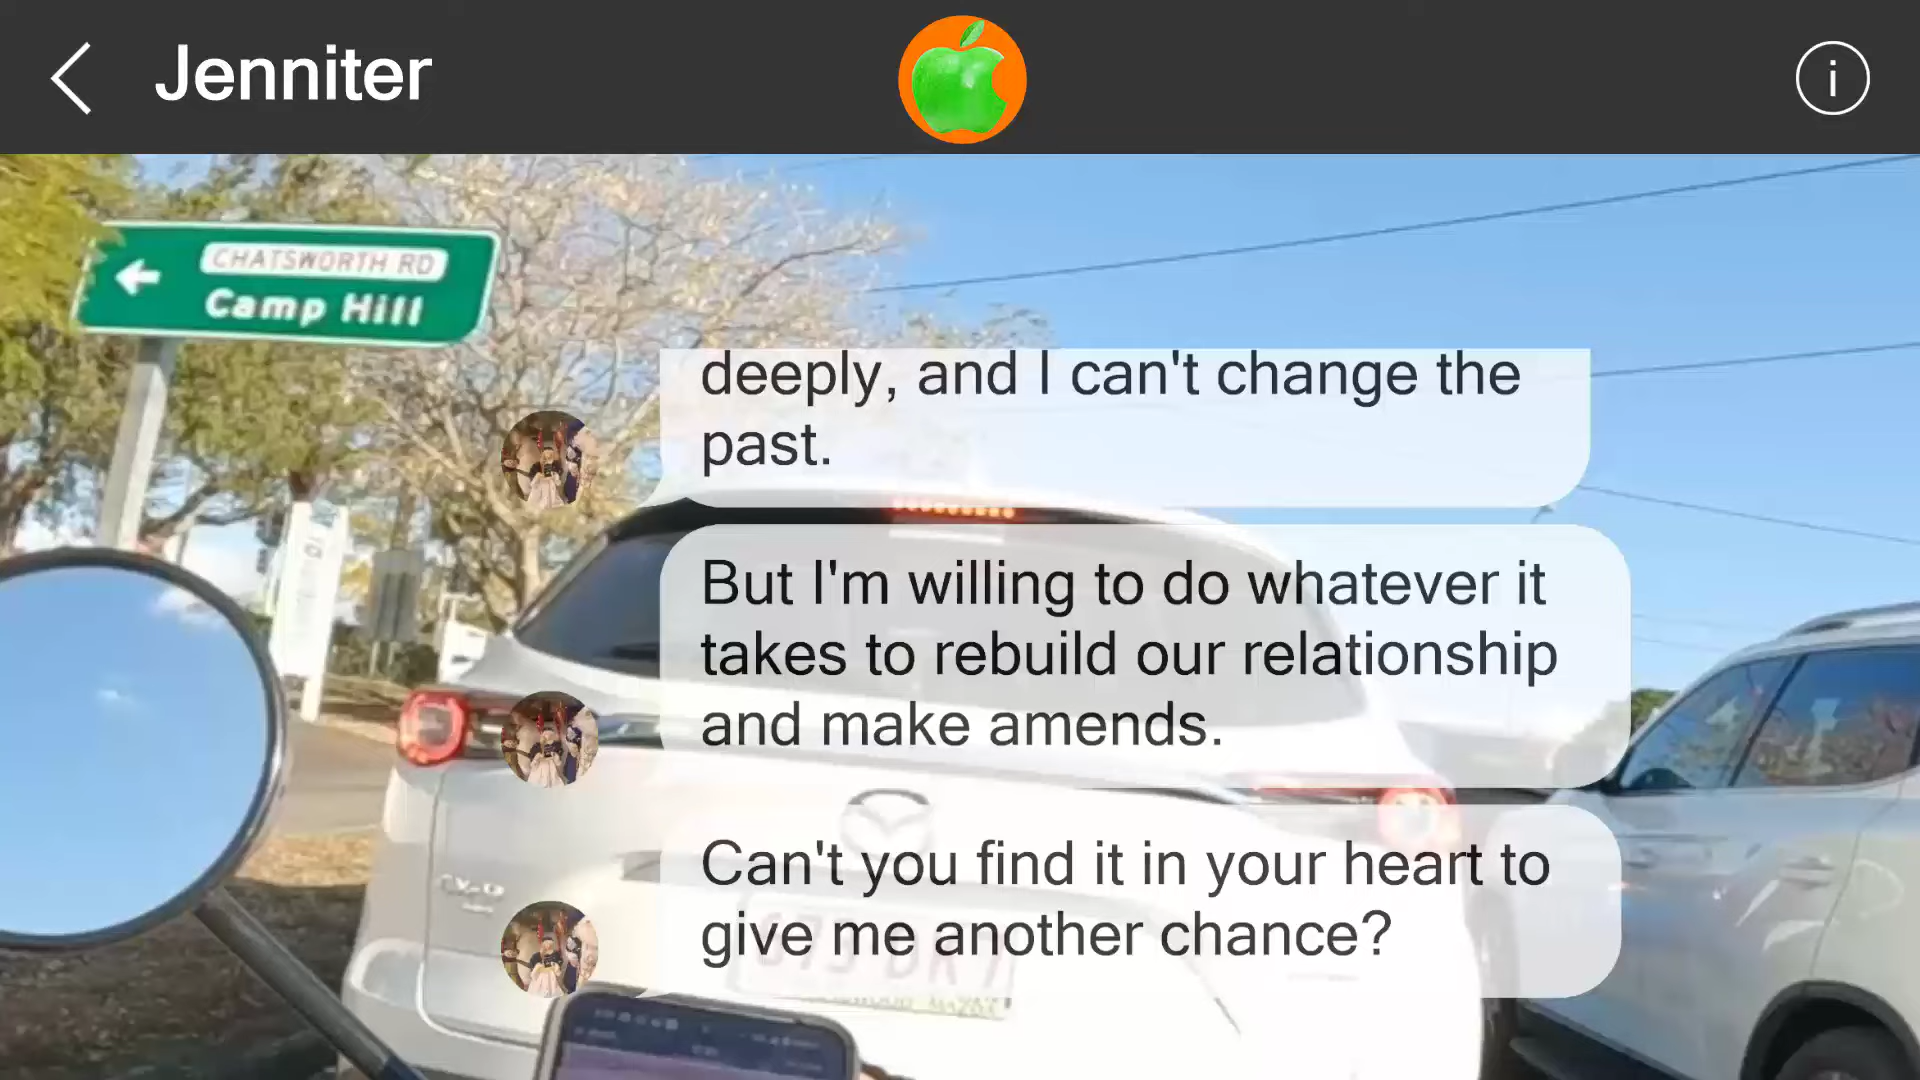 Jenniter
i
CHATSWORTH RD
Camp Hill
deeply, and I can't change the
past.
But I'm willing to do whatever it
takes to rebuild our relationship
and make amends.
Can't you find it in your heart to
give me another chance?